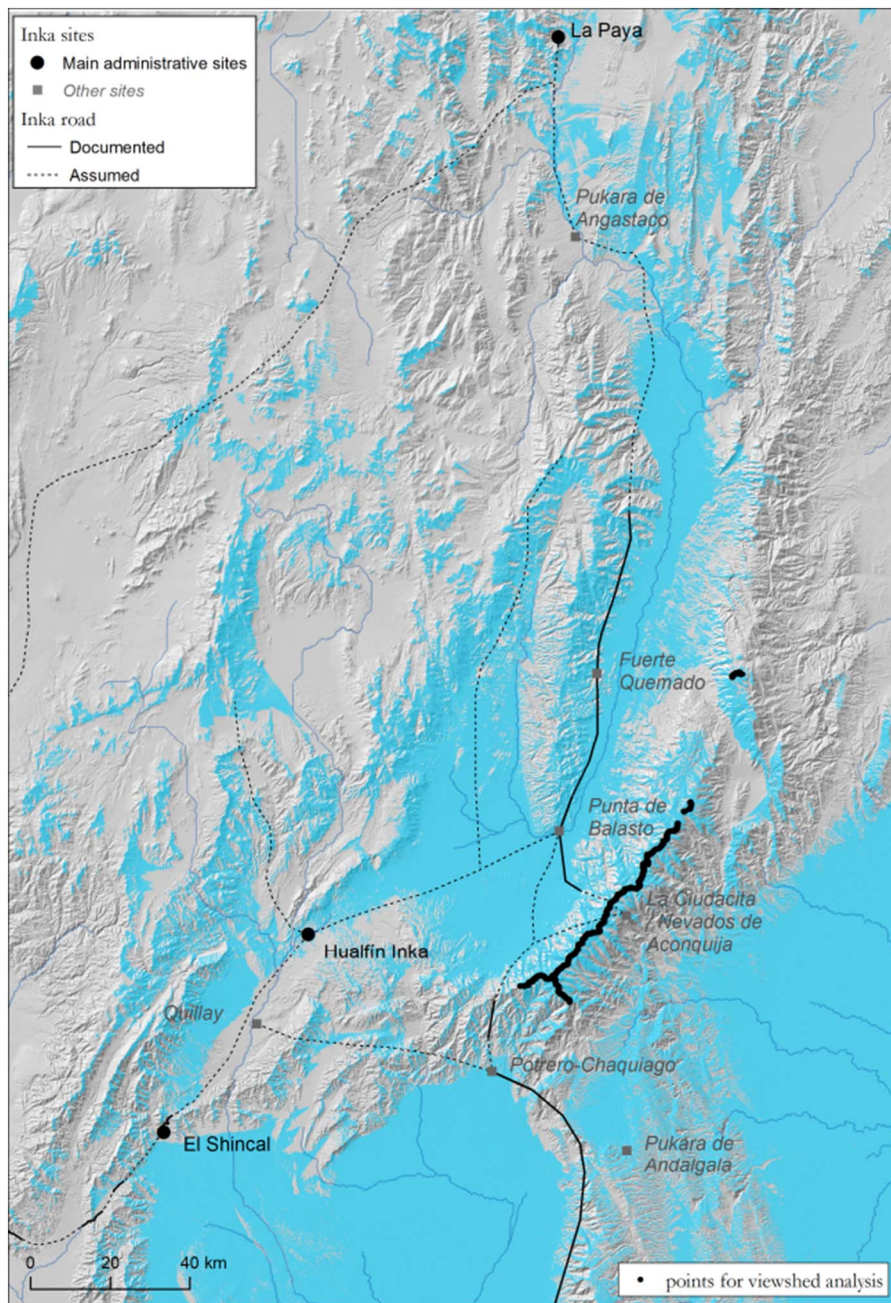 Inka sites
Main administrative sites
Other sites
Inka road
Documented
Assumed
La Paya
Pukara de
Angastaco
Fuerte
Quemado
Punta de
Balasto
La Ciudacita
/ Nevados de
Aconquija
Hualfín Inka
Quillay
Potrero-Chaquiago
El Shincal
Pukara de
Andalgala
0 20 40 km
points for viewshed analysis